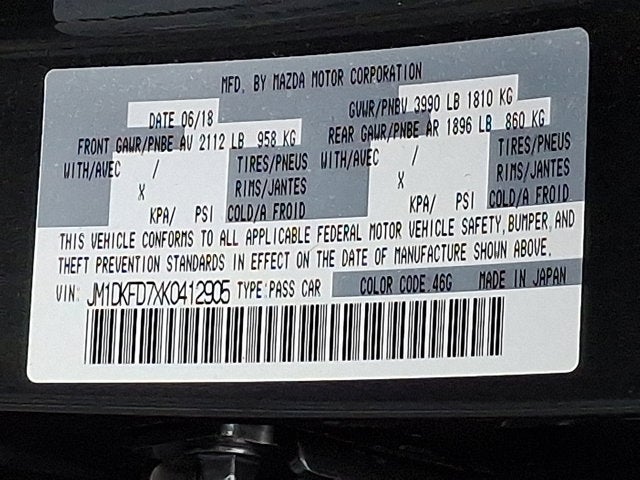 MFD. BY MAZDA MOTOR CORPORATION
DATE 06/18 GVWR/PNBV 3990 LB 1810 KG
FRONT GAWR/PNBE AV 2112 LB 958 KG REAR GAWR/PNBE AR 1896 LB 860 KG
WITH/AVEC / TIRES/PNEUS WITH/AVEC / TIRES/PNEUS
X RIMS/JANTES X RIMS/JANTES
KPA/ PSI COLD/A FROID KPA/ PSI COLD/A FROID
THIS VEHICLE CONFORMS TO ALL APPLICABLE FEDERAL MOTOR VEHICLE SAFETY, BUMPER, AND
THEFT PREVENTION STANDARDS IN EFFECT ON THE DATE OF MANUFACTURE SHOWN ABOVE.
VIN: JM1DKFD7XK0412905 TYPE:PASS CAR COLOR CODE:46G MADE IN JAPAN